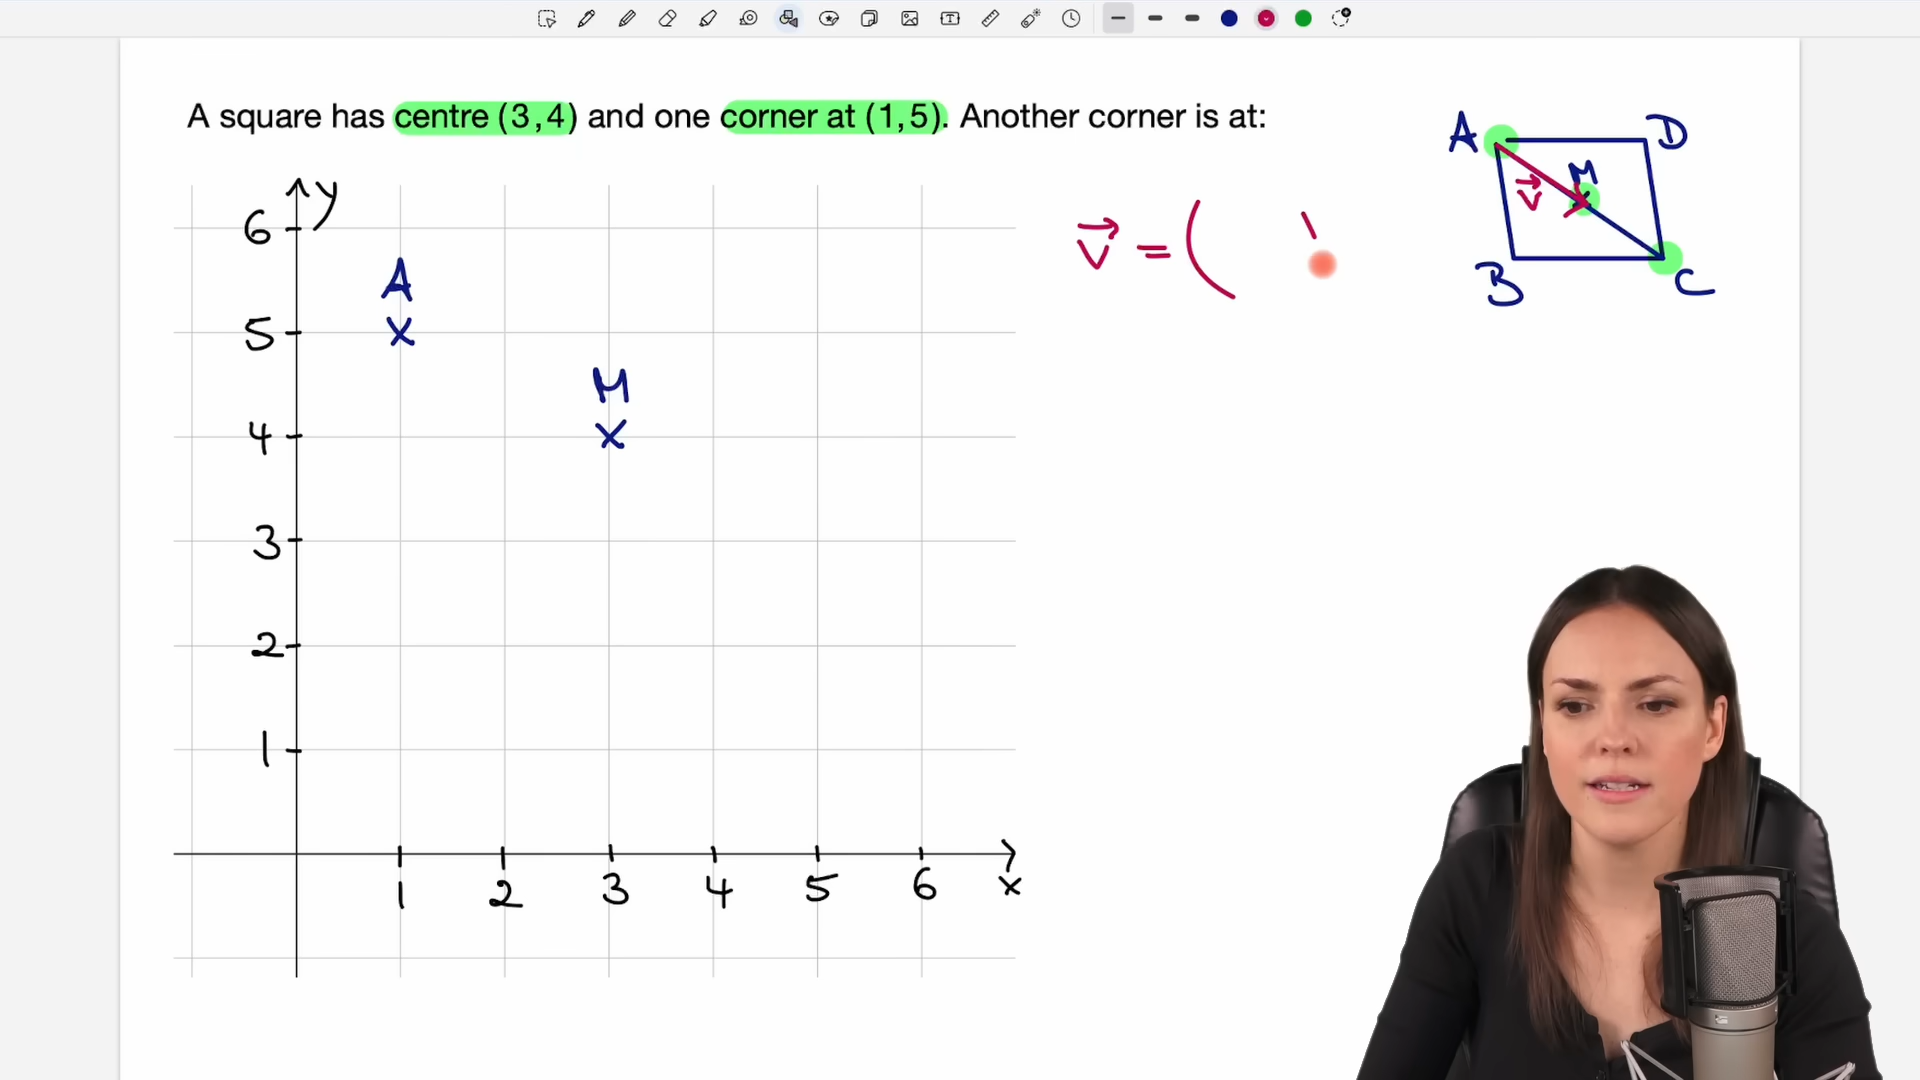 A square has centre (3,4) and one corner at (1,5). Another corner is at:
A D
M
v
B C
v = (
y
6
A
5 x
M
4 x
3
2
1
1 2 3 4 5 6 x